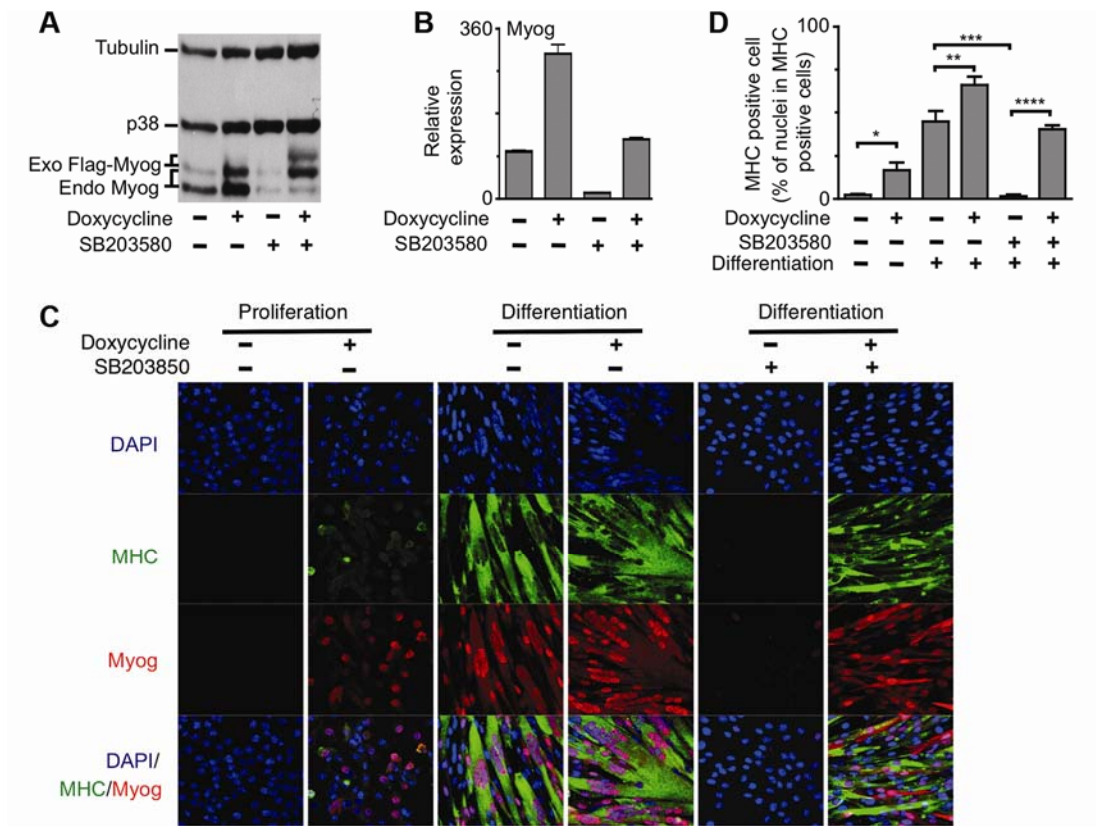 A
Tubulin
p38
Exo Flag-Myog
Endo Myog
Doxycycline - + - +
SB203580 - - + +
B
360
Myog
Relative
expression
0
Doxycycline - + - +
SB203580 - - + +
D
MHC positive cell
(% of nuclei in MHC
positive cells)
100
0
*
**
***
****
Doxycycline - + - + - +
SB203580 - - - - + +
Differentiation - - + + + +
C
Proliferation Differentiation Differentiation
Doxycycline - + - + - +
SB203850 - - - - + +
DAPI
MHC
Myog
DAPI/
MHC/Myog